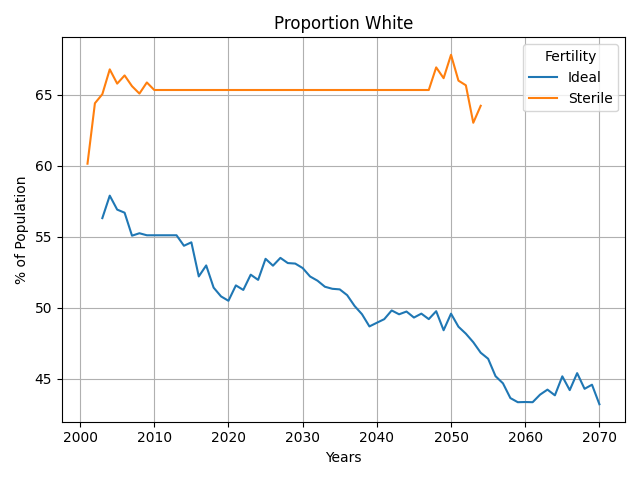 Proportion White
Fertility
Ideal
Sterile
% of Population
65
60
55
50
45
2000 2010 2020 2030 2040 2050 2060 2070
Years